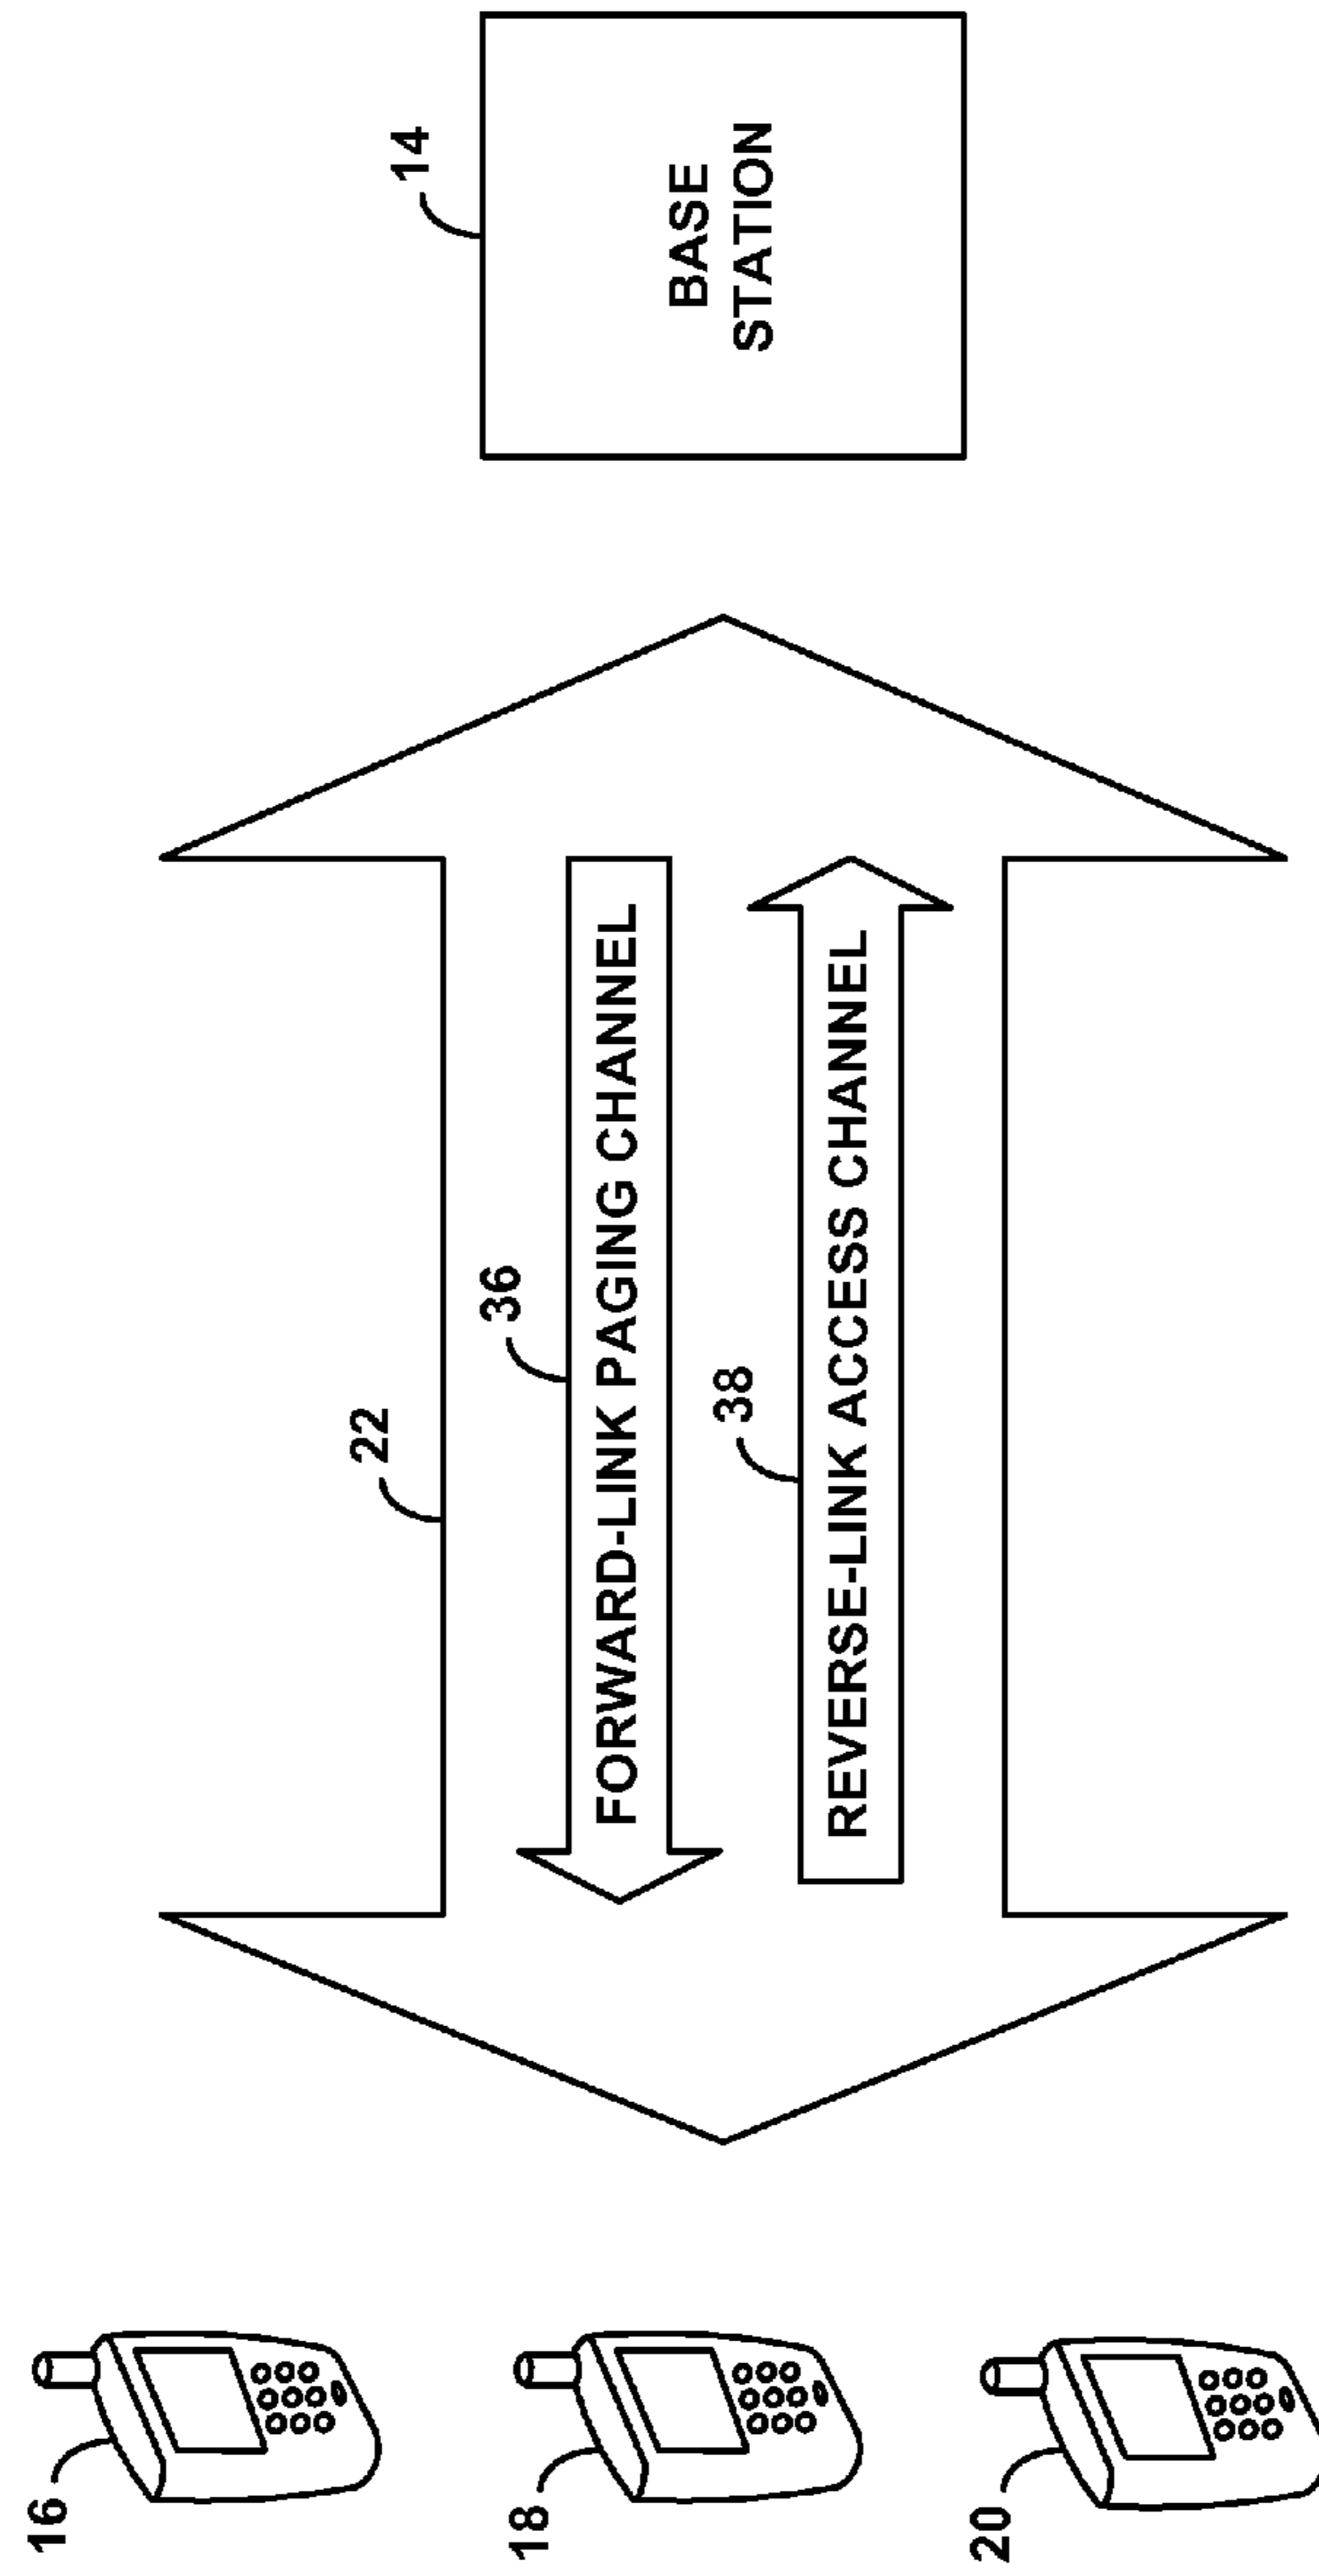 16
18
20
22
36
FORWARD-LINK PAGING CHANNEL
38
REVERSE-LINK ACCESS CHANNEL
14
BASE
STATION